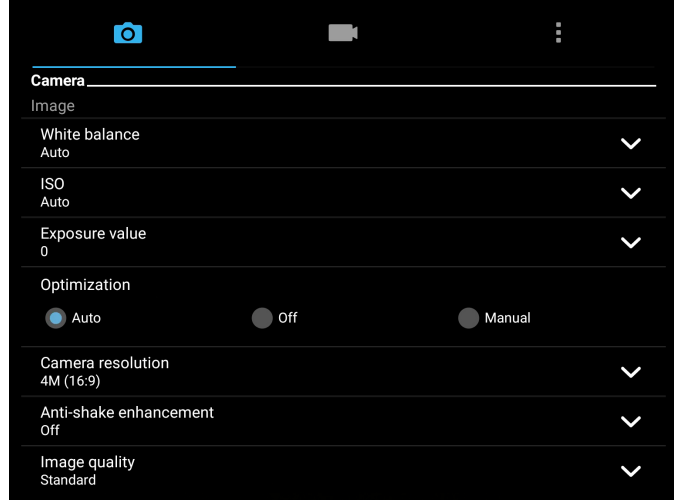 Camera
Image
White balance
Auto
ISO
Auto
Exposure value
0
Optimization
Auto Off Manual
Camera resolution
4M (16:9)
Anti-shake enhancement
Off
Image quality
Standard